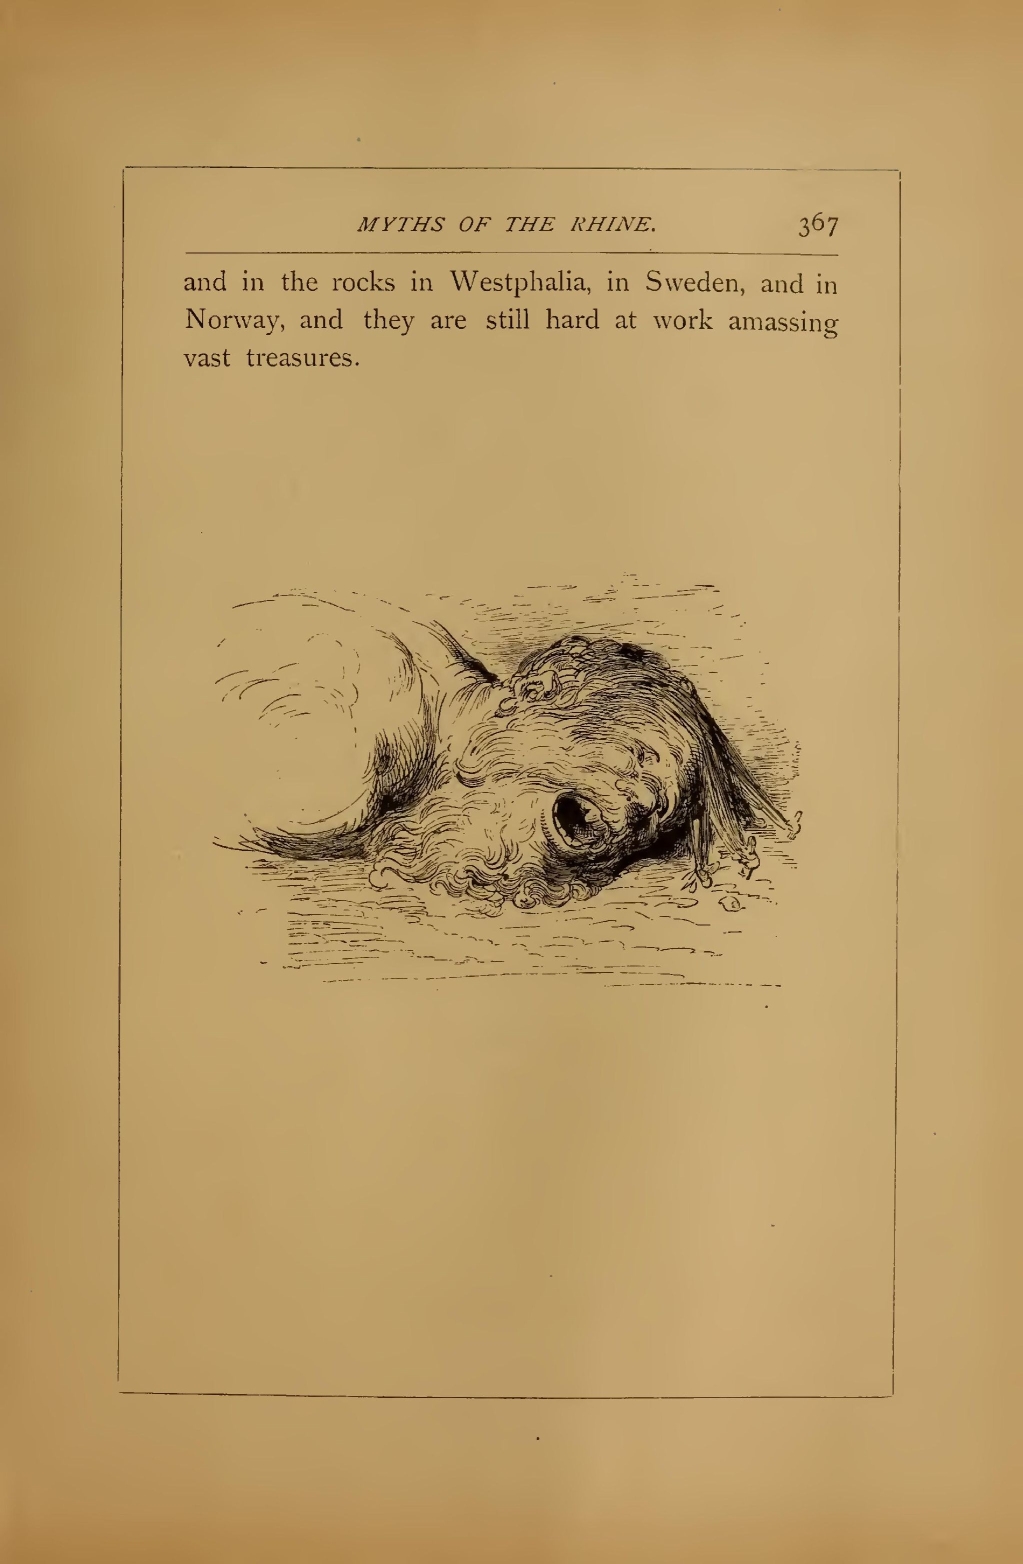 MYTHS OF THE RHINE. 367
and in the rocks in Westphalia, in Sweden, and in
Norway, and they are still hard at work amassing
vast treasures.